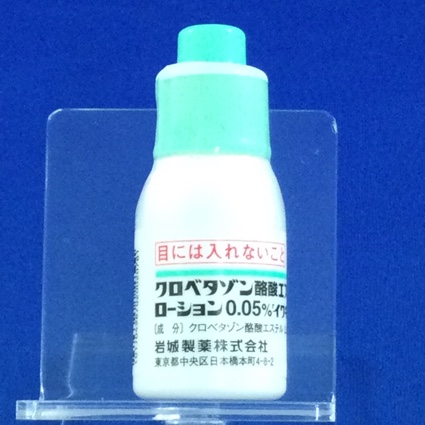 目には入れないこと
クロベタゾン酪酸エス
ローション0.05%「イワ
〔成 分〕クロベタゾン酪酸エステル
岩城製薬株式会社
東京都中央区日本橋本町4-8-2